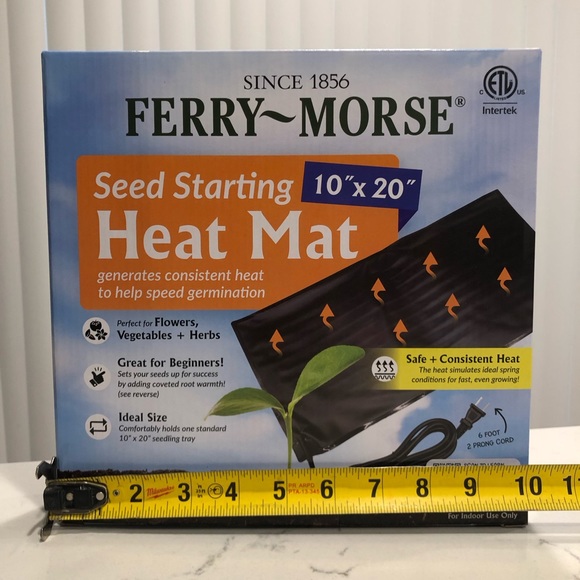 SINCE 1856
FERRY~MORSE®
C ETL US
Intertek
Seed Starting
10"x 20"
Heat Mat
generates consistent heat
to help speed germination
Perfect for Flowers,
Vegetables + Herbs
Great for Beginners!
Sets your seeds up for success
by adding coveted root warmth!
(see reverse)
Ideal Size
Comfortably holds one standard
10" x 20" seedling tray
Safe + Consistent Heat
The heat simulates ideal spring
conditions for fast, even growing!
6 FOOT
2 PRONG CORD
2 3 4 5 6 7 8 9 10 1
Milwaukee
For Indoor Use Only